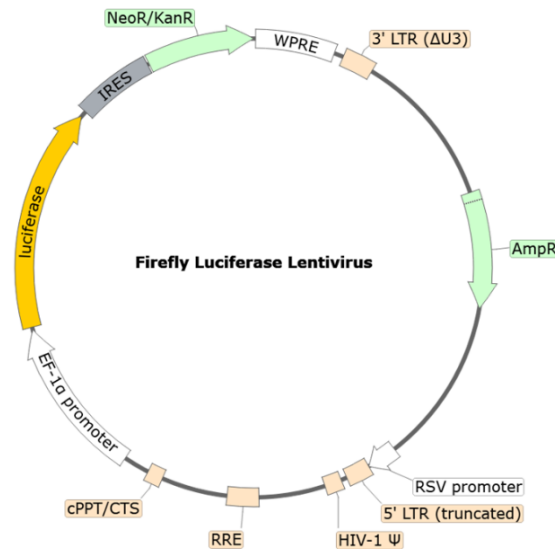 NeoR/KanR
WPRE
3' LTR (ΔU3)
IRES
luciferase
AmpR
Firefly Luciferase Lentivirus
EF-1α promoter
RSV promoter
cPPT/CTS
5' LTR (truncated)
RRE
HIV-1 Ψ